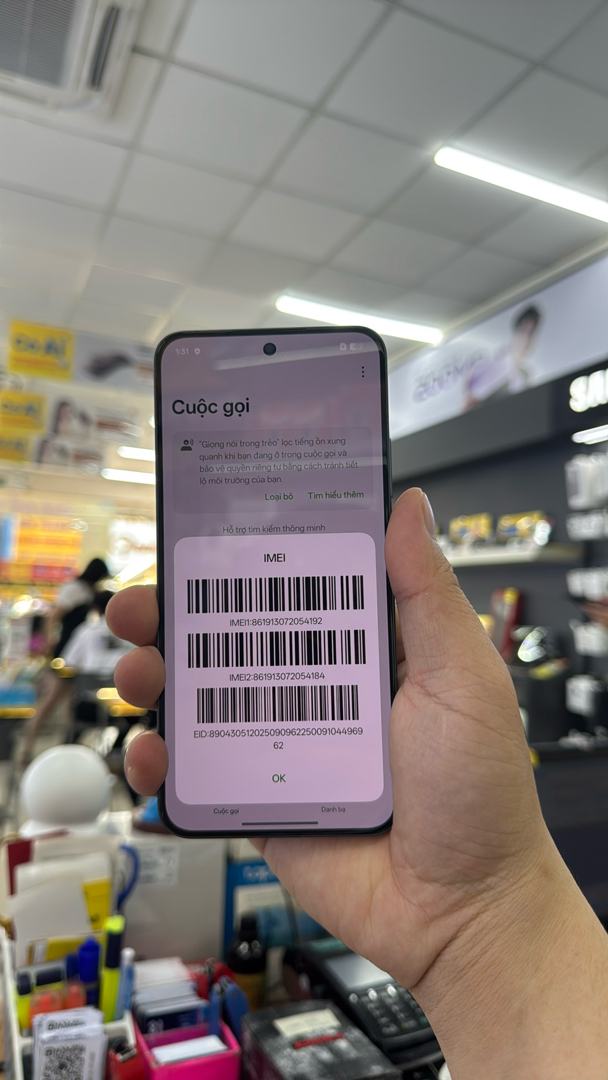 1:31
Cuộc gọi
"Giọng nói trong trẻo" lọc tiếng ồn xung
quanh khi bạn đang ở trong cuộc gọi và
bảo vệ quyền riêng tư bằng cách tránh tiết
lộ môi trường của bạn.
Loại bỏ
Tìm hiểu thêm
Hỗ trợ tìm kiếm thông minh
IMEI
IMEI1:861913072054192
IMEI2:861913072054184
EID:890430512025090962250091044969
62
OK
Cuộc gọi
Danh bạ